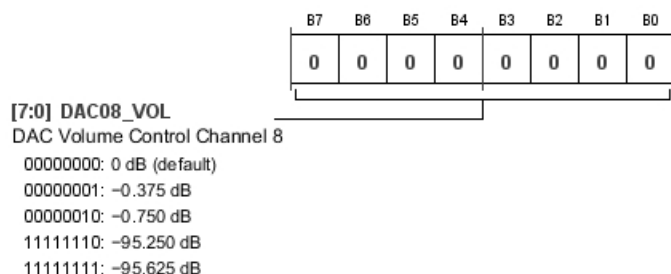 B7 B6 B5 B4 B3 B2 B1 B0
0 0 0 0 0 0 0 0
[7:0] DAC08_VOL
DAC Volume Control Channel 8
00000000: 0 dB (default)
00000001: −0.375 dB
00000010: −0.750 dB
11111110: −95.250 dB
11111111: −95.625 dB